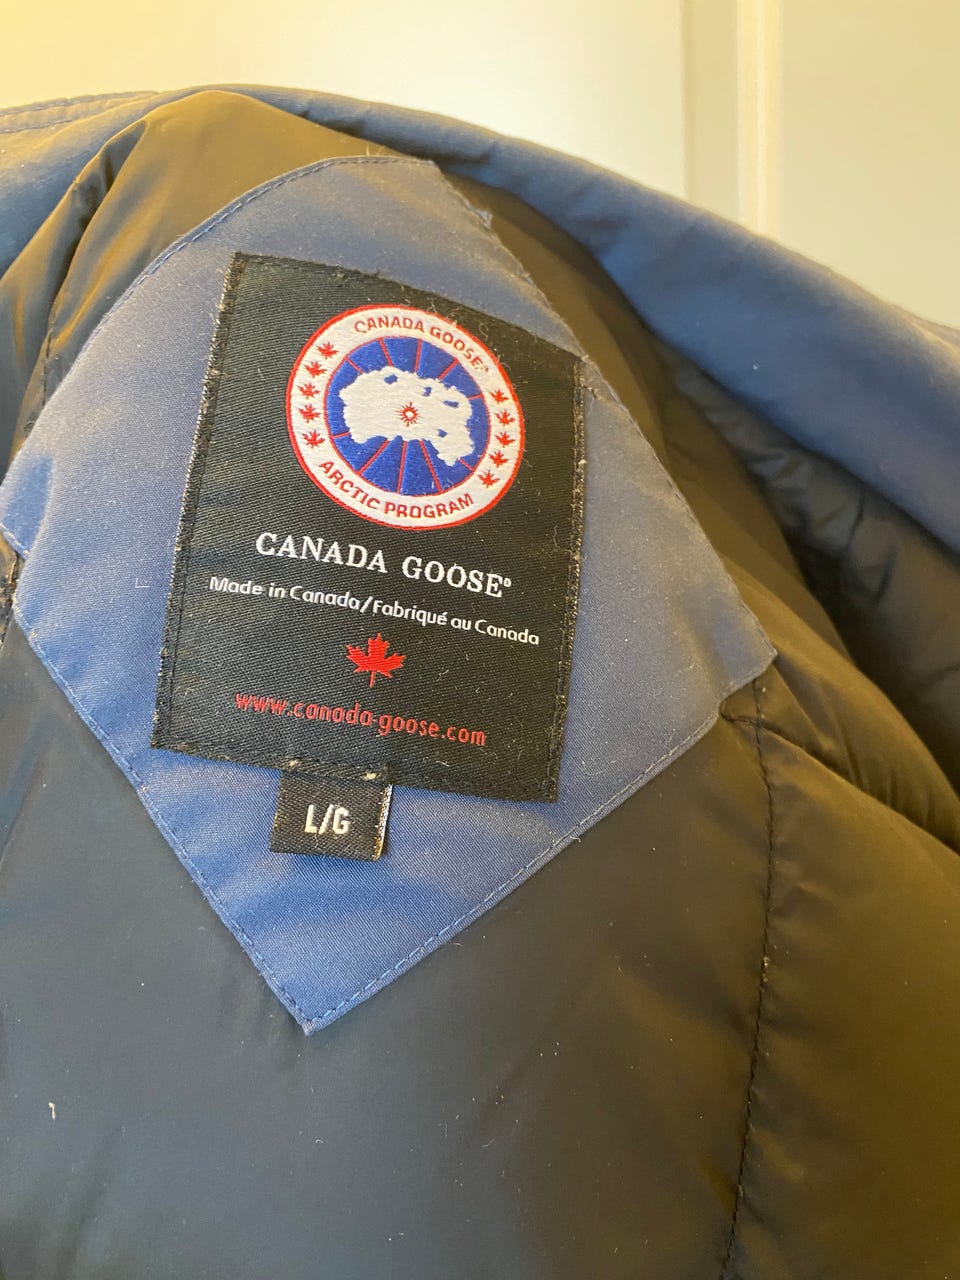 CANADA GOOSE®
ARCTIC PROGRAM
CANADA GOOSE®
Made in Canada/Fabriqué au Canada
www.canada-goose.com
L/G